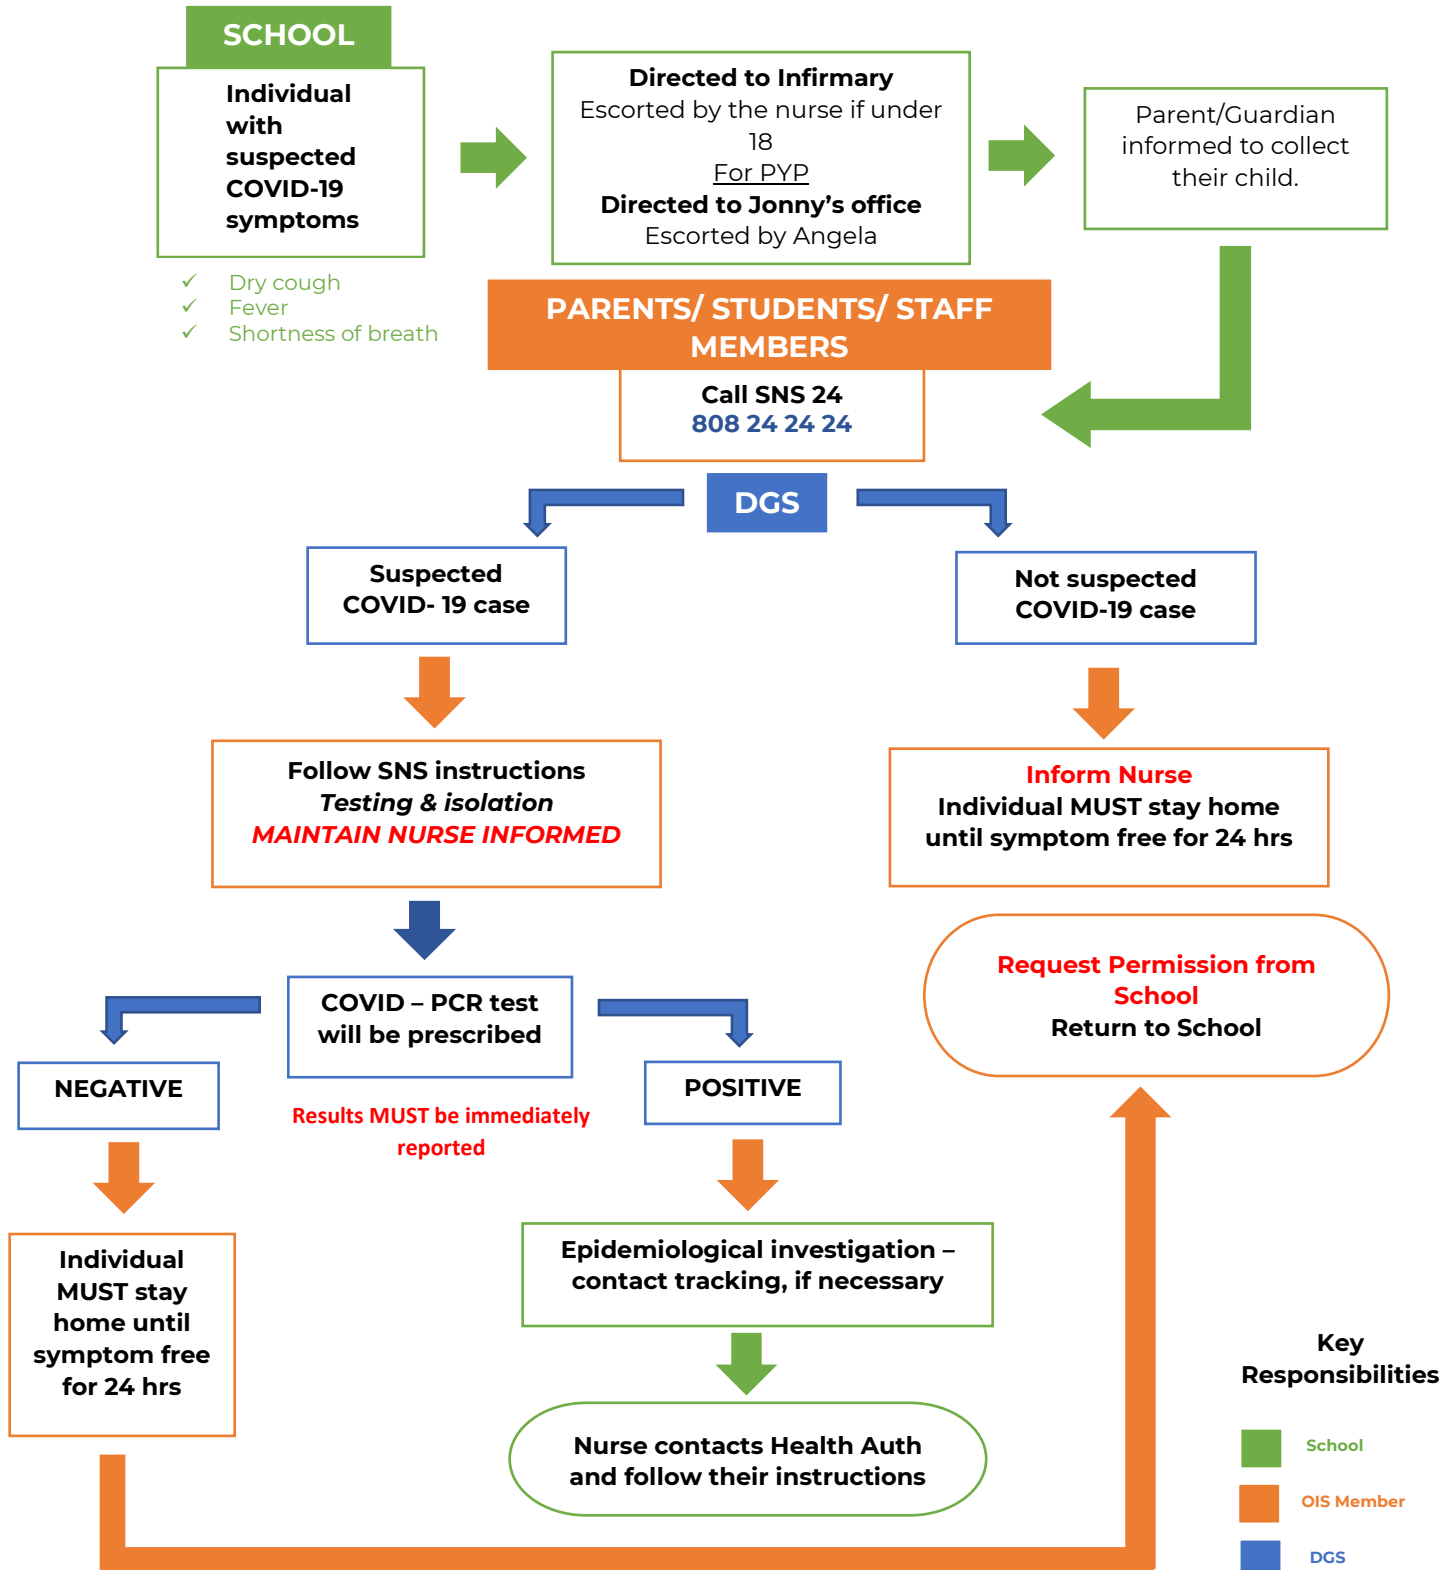 SCHOOL
Individual
with
suspected
COVID-19
symptoms
✓ Dry cough
✓ Fever
✓ Shortness of breath
Directed to Infirmary
Escorted by the nurse if under
18
For PYP
Directed to Jonny’s office
Escorted by Angela
Parent/Guardian
informed to collect
their child.
PARENTS/ STUDENTS/ STAFF
MEMBERS
Call SNS 24
808 24 24 24
DGS
Suspected
COVID- 19 case
Not suspected
COVID-19 case
Follow SNS instructions
Testing & isolation
MAINTAIN NURSE INFORMED
Inform Nurse
Individual MUST stay home
until symptom free for 24 hrs
Request Permission from
School
Return to School
COVID – PCR test
will be prescribed
NEGATIVE
POSITIVE
Results MUST be immediately
reported
Individual
MUST stay
home until
symptom free
for 24 hrs
Epidemiological investigation –
contact tracking, if necessary
Nurse contacts Health Auth
and follow their instructions
Key
Responsibilities
School
OIS Member
DGS